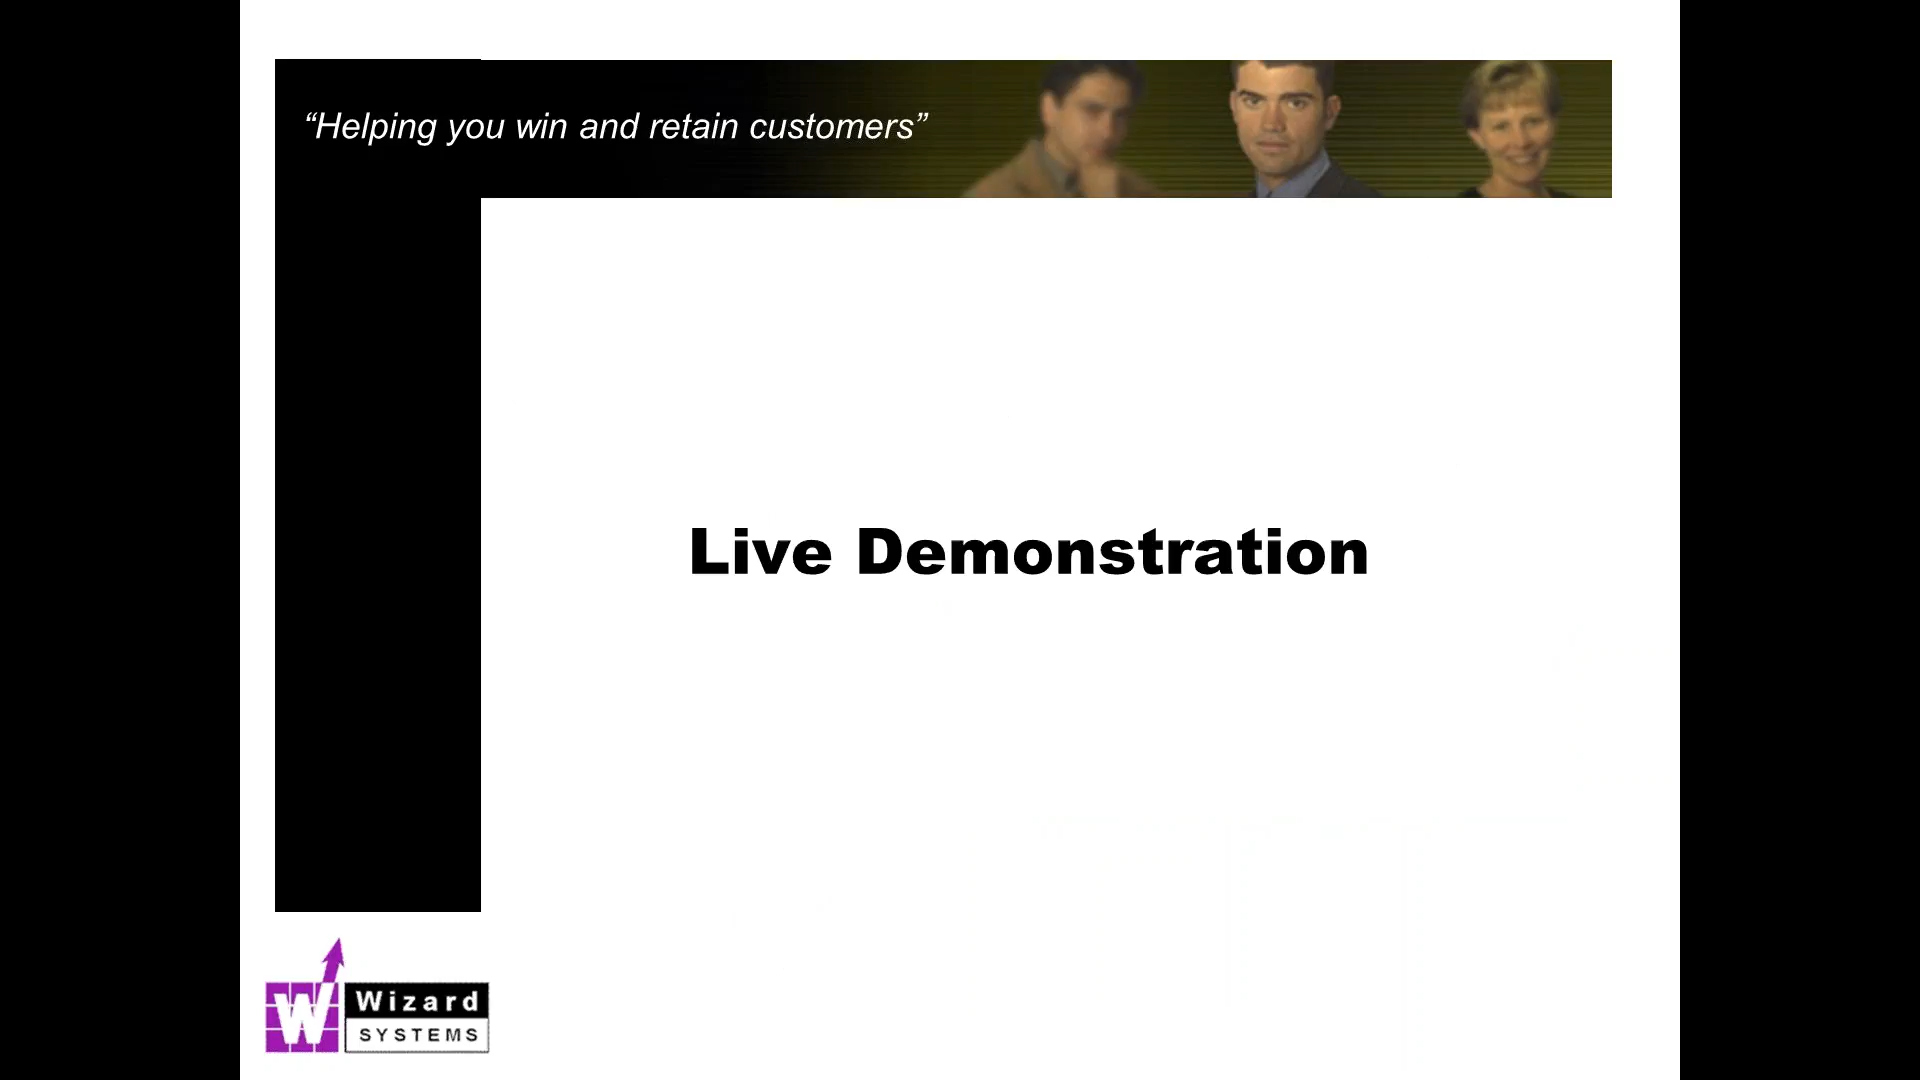 “Helping you win and retain customers”
Live Demonstration
W
Wizard
SYSTEMS